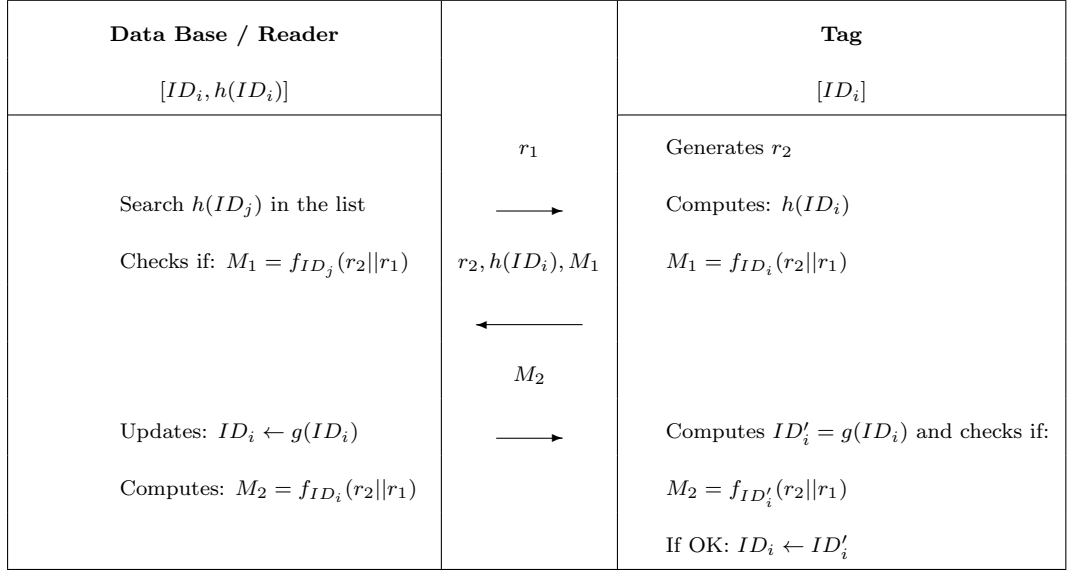 Data Base / Reader
Tag
[ID_i, h(ID_i)]
[ID_i]
r_1
Generates r_2
Search h(ID_j) in the list
Computes: h(ID_i)
Checks if: M_1 = f_{ID_j}(r_2||r_1)
r_2, h(ID_i), M_1
M_1 = f_{ID_i}(r_2||r_1)
M_2
Updates: ID_i ← g(ID_i)
Computes ID'_i = g(ID_i) and checks if:
Computes: M_2 = f_{ID_i}(r_2||r_1)
M_2 = f_{ID'_i}(r_2||r_1)
If OK: ID_i ← ID'_i